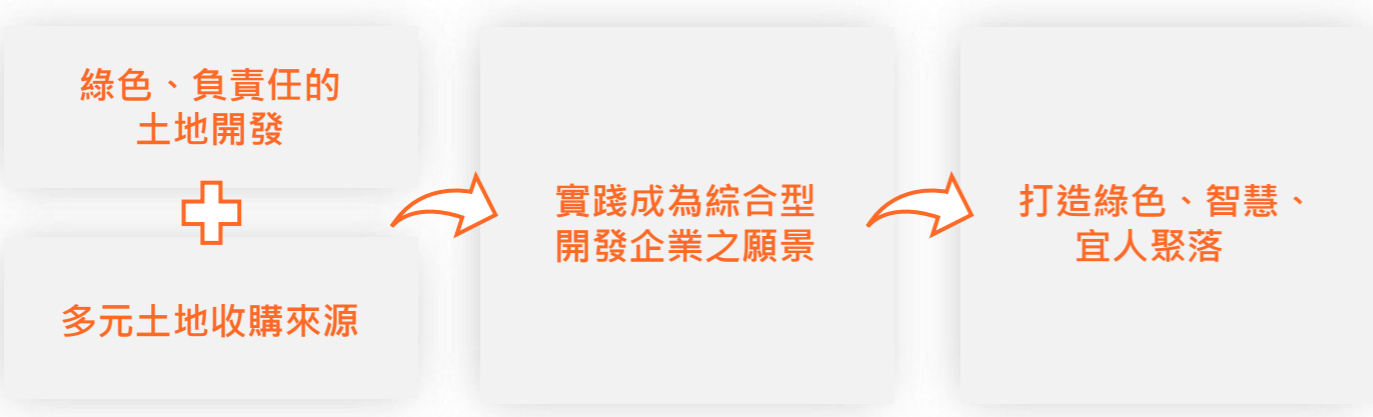 綠色、負責任的
土地開發
多元土地收購來源
實踐成為綜合型
開發企業之願景
打造綠色、智慧、
宜人聚落